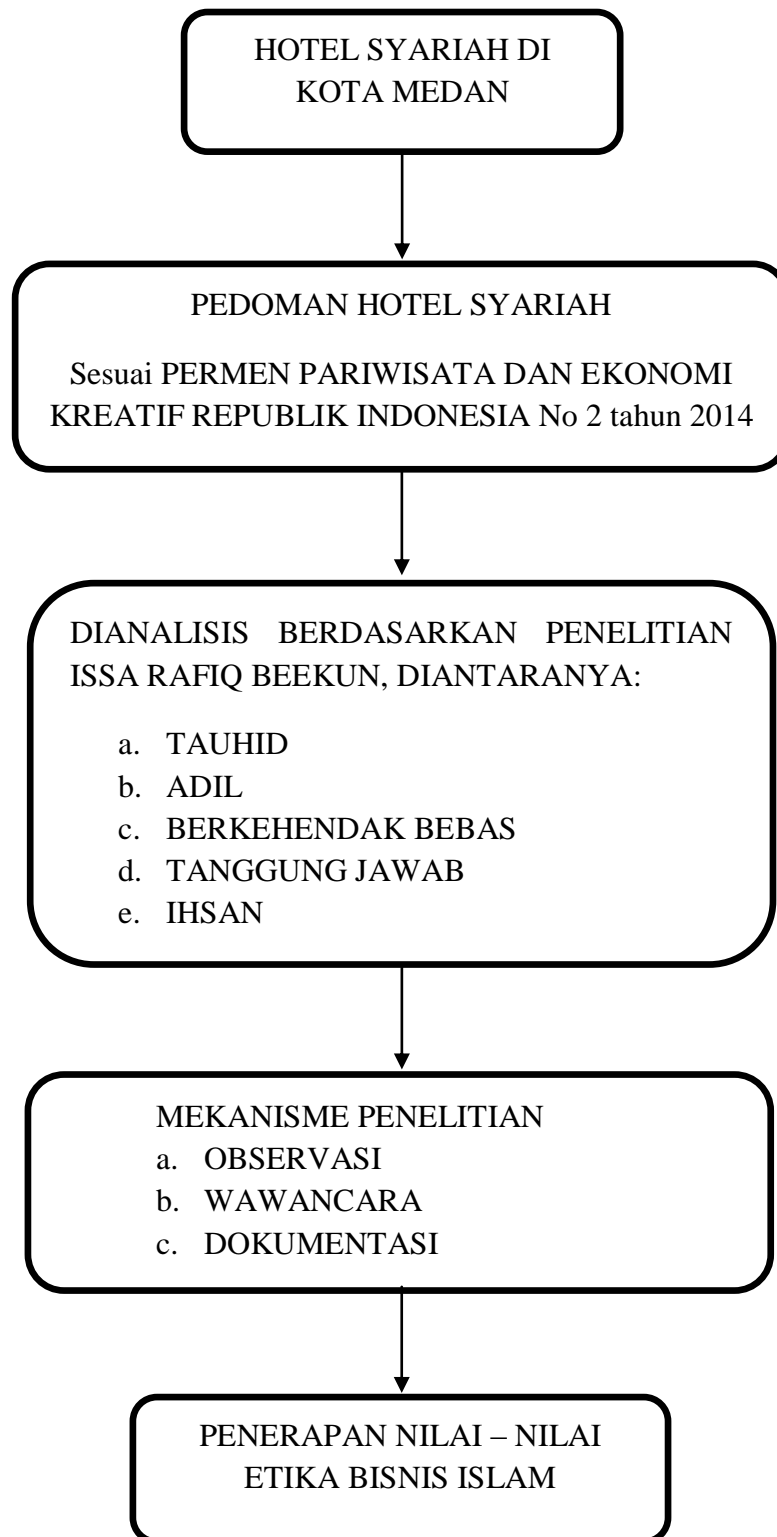 HOTEL SYARIAH DI
KOTA MEDAN
PEDOMAN HOTEL SYARIAH
Sesuai PERMEN PARIWISATA DAN EKONOMI
KREATIF REPUBLIK INDONESIA No 2 tahun 2014
DIANALISIS BERDASARKAN PENELITIAN
ISSA RAFIQ BEEKUN, DIANTARANYA:
a. TAUHID
b. ADIL
c. BERKEHENDAK BEBAS
d. TANGGUNG JAWAB
e. IHSAN
MEKANISME PENELITIAN
a. OBSERVASI
b. WAWANCARA
c. DOKUMENTASI
PENERAPAN NILAI – NILAI
ETIKA BISNIS ISLAM